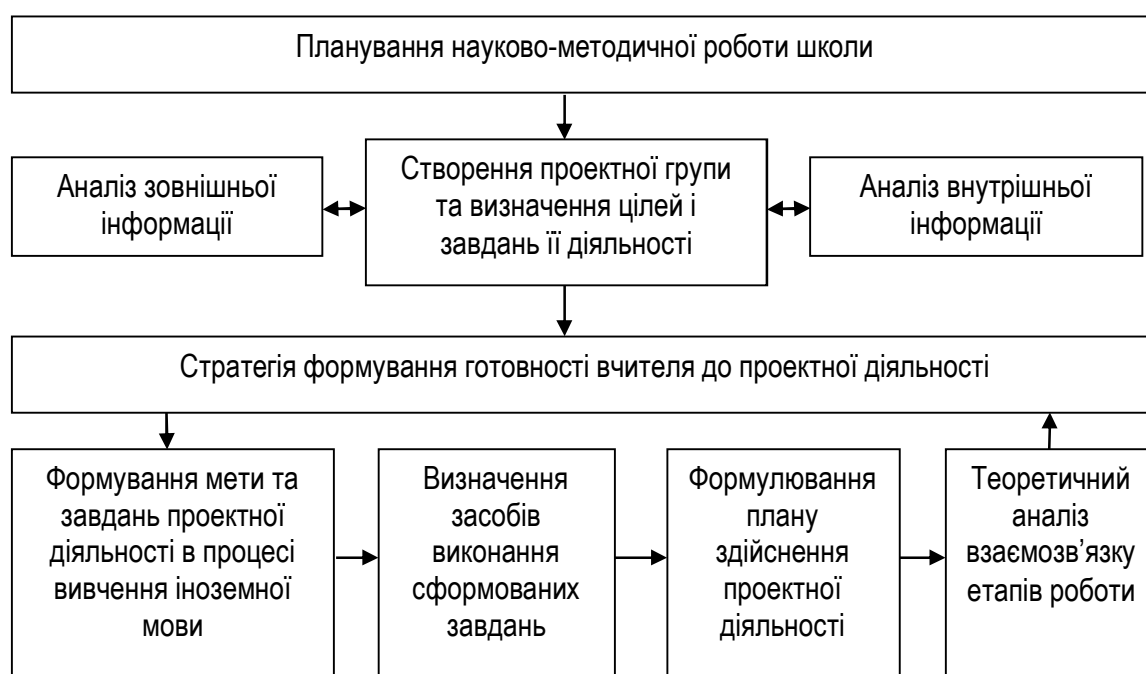 Планування науково-методичної роботи школи
Аналіз зовнішньої
інформації
Створення проектної групи
та визначення цілей і
завдань її діяльності
Аналіз внутрішньої
інформації
Стратегія формування готовності вчителя до проектної діяльності
Формування мети та
завдань проектної
діяльності в процесі
вивчення іноземної
мови
Визначення
засобів
виконання
сформованих
завдань
Формулювання
плану
здійснення
проектної
діяльності
Теоретичний
аналіз
взаємозв’язку
етапів роботи